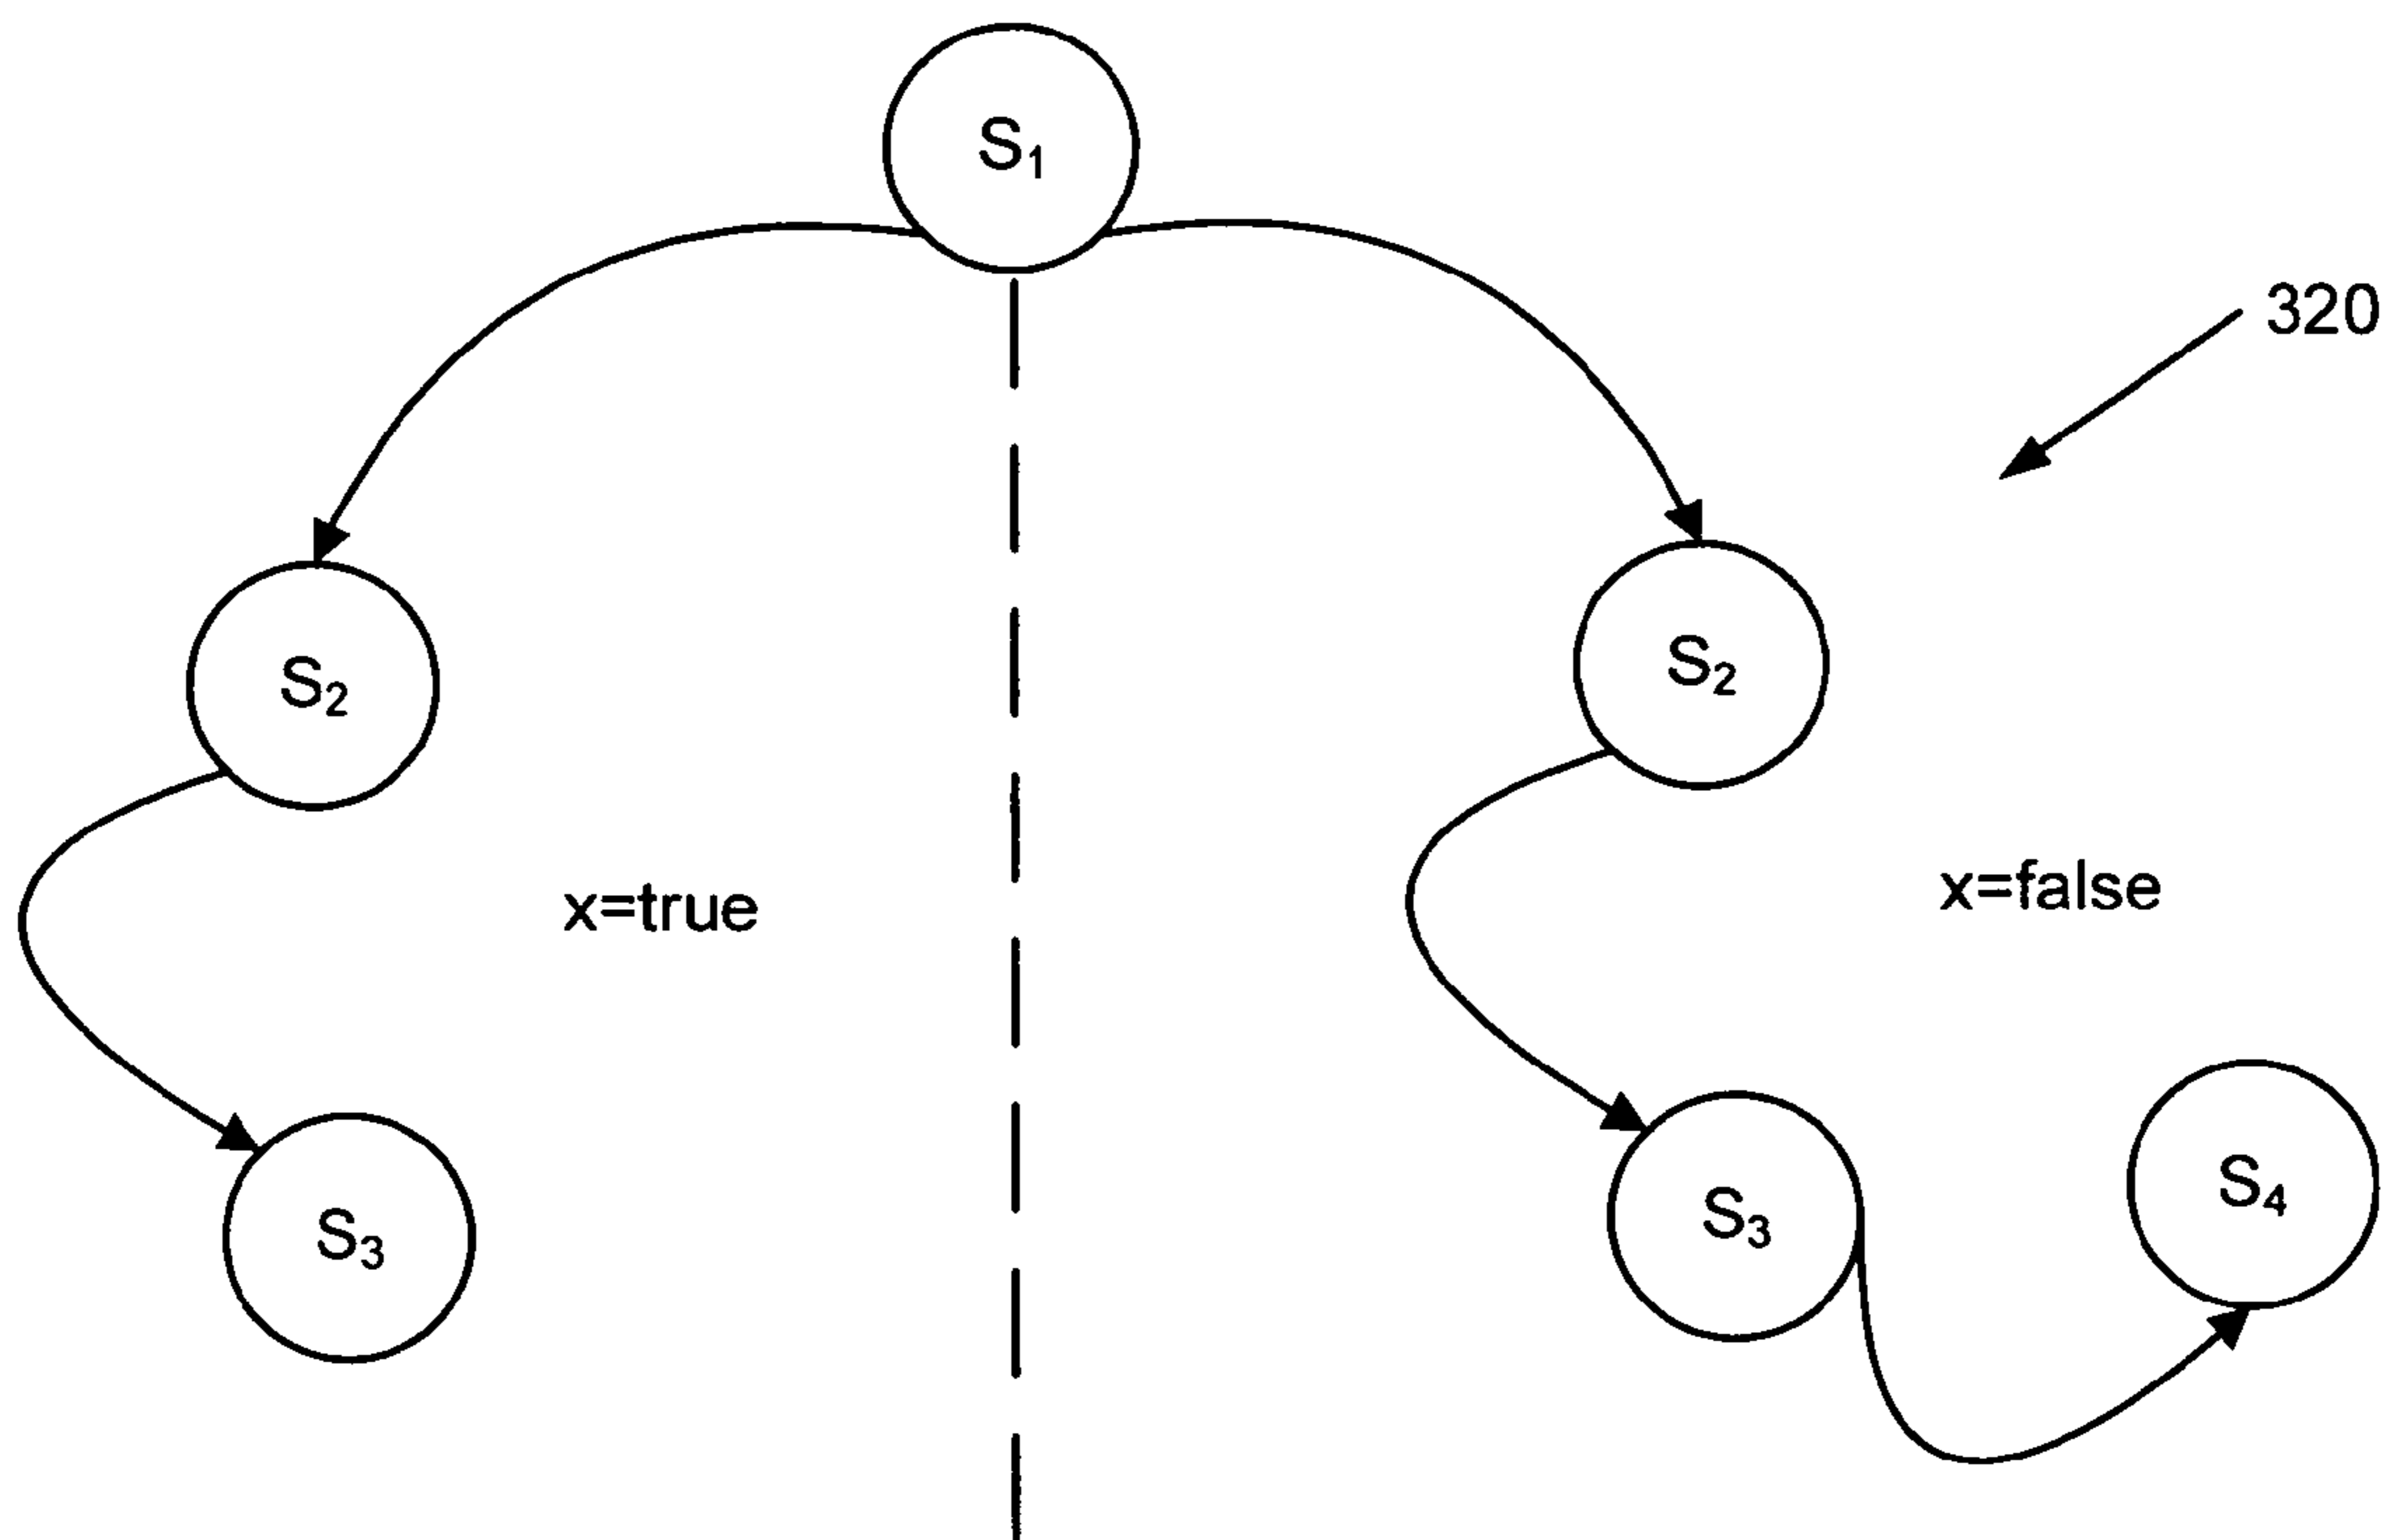 S₁
320
S₂
S₂
x=true
x=false
S₃
S₃
S₄